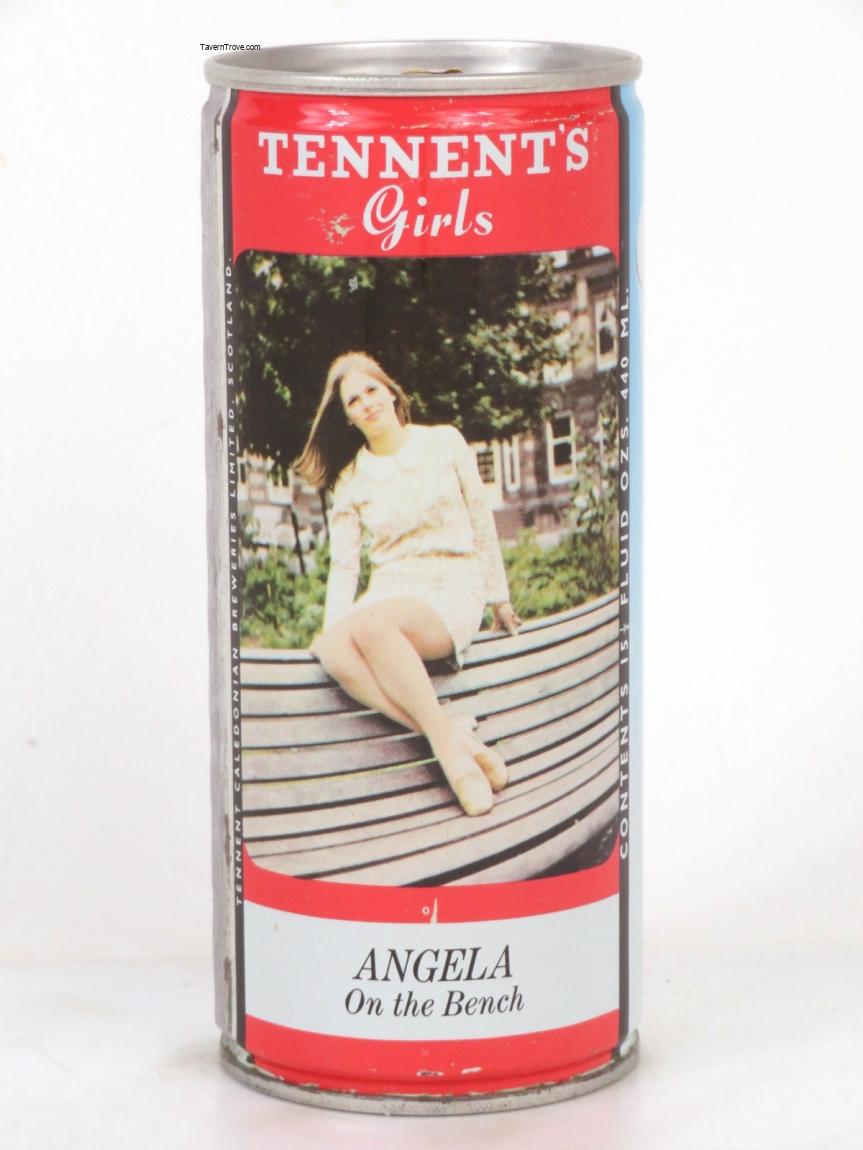 TavernTrove.com
TENNENT'S
Girls
TENNENT CALEDONIAN BREWERIES LIMITED. SCOTLAND.
CONTENTS 15½ FLUID OZS. 440 ML.
ANGELA
On the Bench